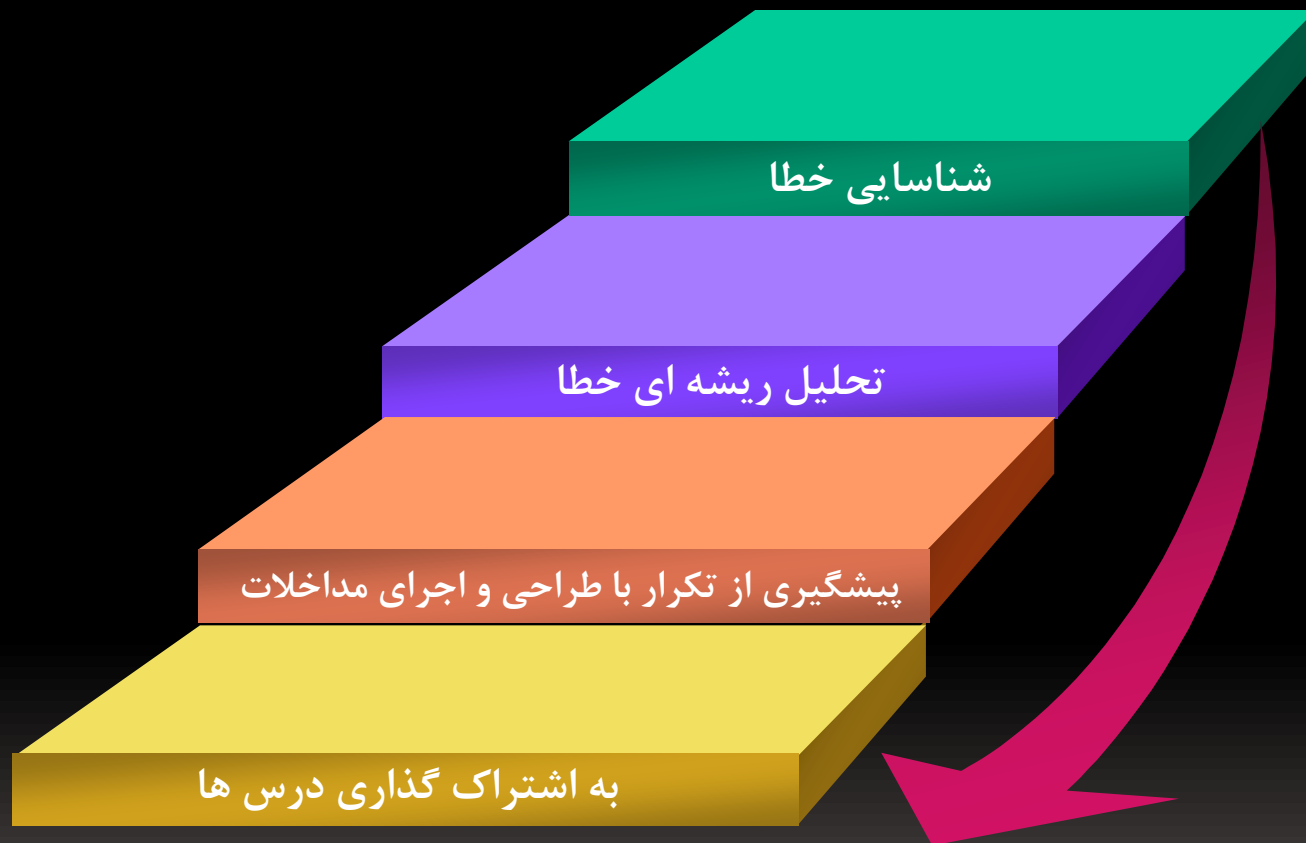 شناسایی خطا
تحلیل ریشه ای خطا
پیشگیری از تکرار با طراحی و اجرای مداخلات
به اشتراک گذاری درس ها